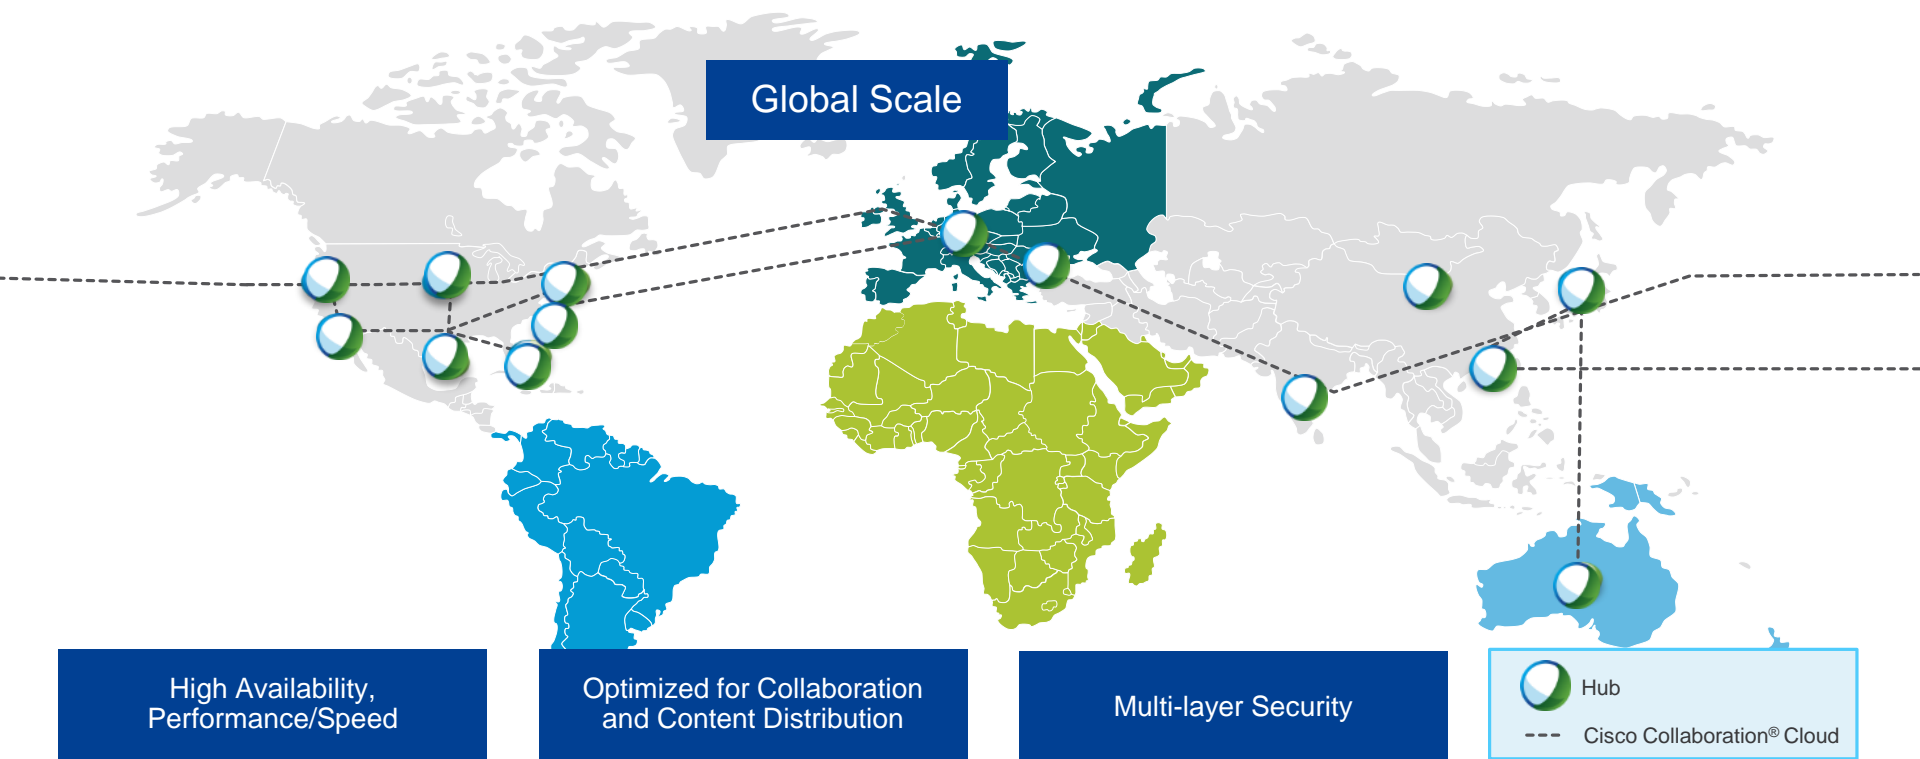 Global Scale
High Availability,
Performance/Speed
Optimized for Collaboration
and Content Distribution
Multi-layer Security
Hub
Cisco Collaboration® Cloud